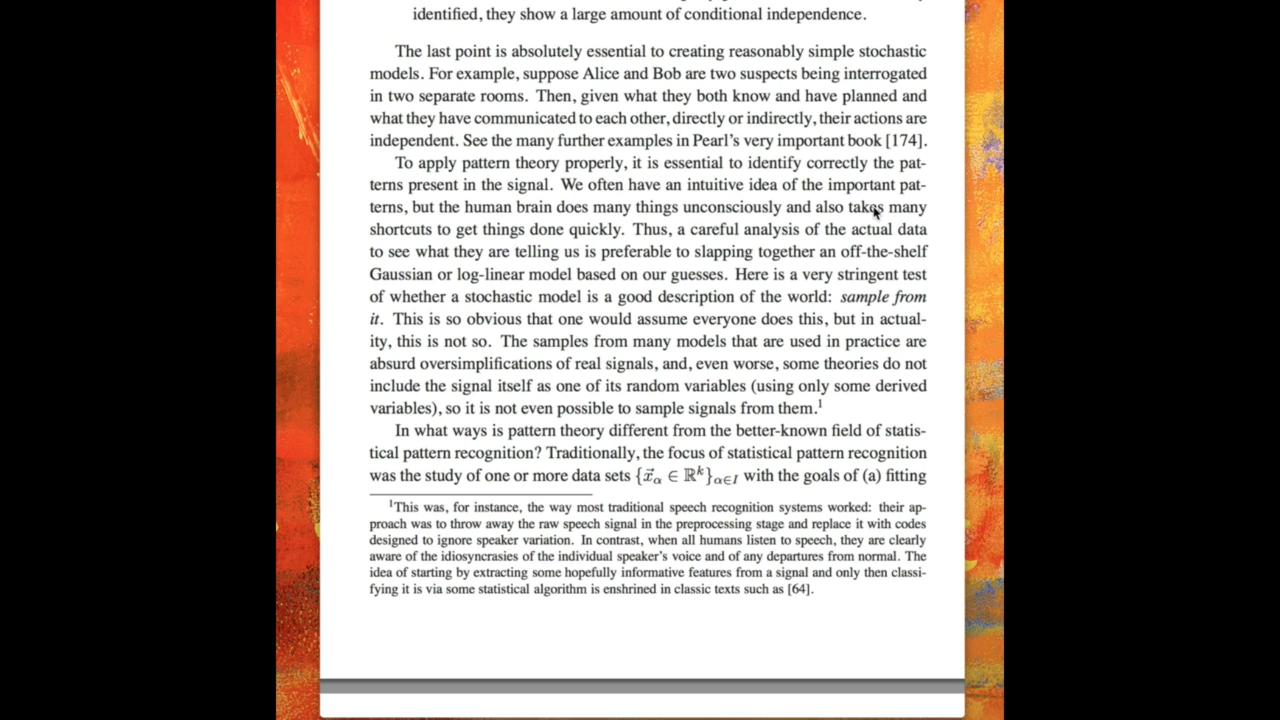 identified, they show a large amount of conditional independence.
The last point is absolutely essential to creating reasonably simple stochastic
models. For example, suppose Alice and Bob are two suspects being interrogated
in two separate rooms. Then, given what they both know and have planned and
what they have communicated to each other, directly or indirectly, their actions are
independent. See the many further examples in Pearl's very important book [174].
To apply pattern theory properly, it is essential to identify correctly the pat-
terns present in the signal. We often have an intuitive idea of the important pat-
terns, but the human brain does many things unconsciously and also takes many
shortcuts to get things done quickly. Thus, a careful analysis of the actual data
to see what they are telling us is preferable to slapping together an off-the-shelf
Gaussian or log-linear model based on our guesses. Here is a very stringent test
of whether a stochastic model is a good description of the world: sample from
it. This is so obvious that one would assume everyone does this, but in actual-
ity, this is not so. The samples from many models that are used in practice are
absurd oversimplifications of real signals, and, even worse, some theories do not
include the signal itself as one of its random variables (using only some derived
variables), so it is not even possible to sample signals from them.¹
In what ways is pattern theory different from the better-known field of statis-
tical pattern recognition? Traditionally, the focus of statistical pattern recognition
was the study of one or more data sets {x⃗α ∈ ℝᵏ}α∈I with the goals of (a) fitting
¹This was, for instance, the way most traditional speech recognition systems worked: their ap-
proach was to throw away the raw speech signal in the preprocessing stage and replace it with codes
designed to ignore speaker variation. In contrast, when all humans listen to speech, they are clearly
aware of the idiosyncrasies of the individual speaker's voice and of any departures from normal. The
idea of starting by extracting some hopefully informative features from a signal and only then classi-
fying it is via some statistical algorithm is enshrined in classic texts such as [64].